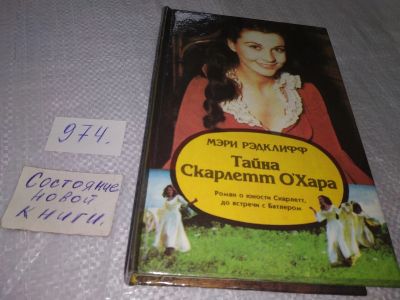 974.
Состояние
новой
книги.
МЭРИ РЭДКЛИФФ
Тайна
Скарлетт О'Хара
Роман о юности Скарлетт,
до встречи с Батлером